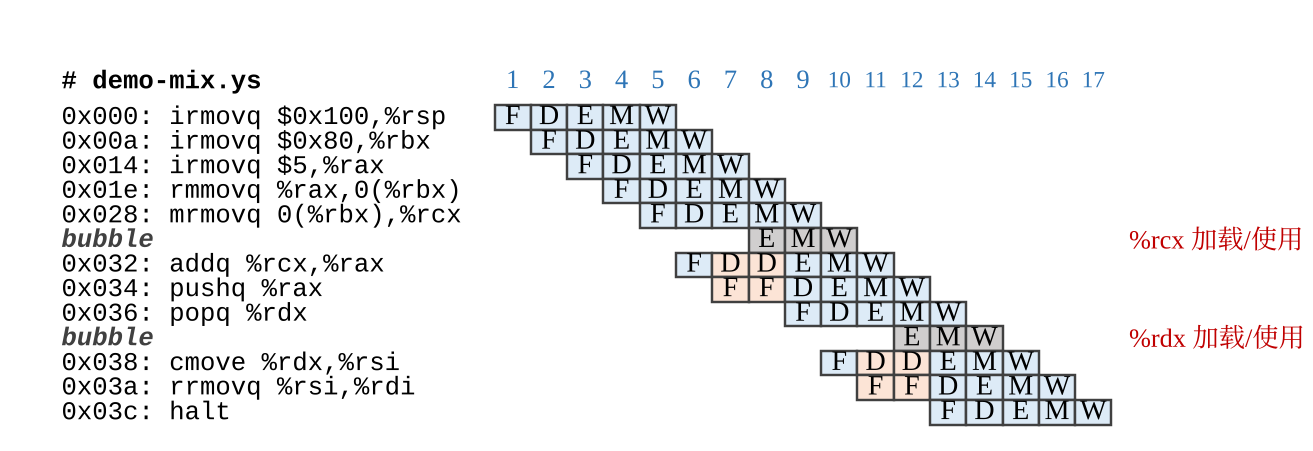 # demo-mix.ys 1 2 3 4 5 6 7 8 9 10 11 12 13 14 15 16 17
0x000: irmovq $0x100,%rsp F D E M W
0x00a: irmovq $0x80,%rbx F D E M W
0x014: irmovq $5,%rax F D E M W
0x01e: rmmovq %rax,0(%rbx) F D E M W
0x028: mrmovq 0(%rbx),%rcx F D E M W
bubble E M W %rcx 加载/使用
0x032: addq %rcx,%rax F D D E M W
0x034: pushq %rax F F D E M W
0x036: popq %rdx F D E M W
bubble E M W %rdx 加载/使用
0x038: cmove %rdx,%rsi F D D E M W
0x03a: rrmovq %rsi,%rdi F F D E M W
0x03c: halt F D E M W